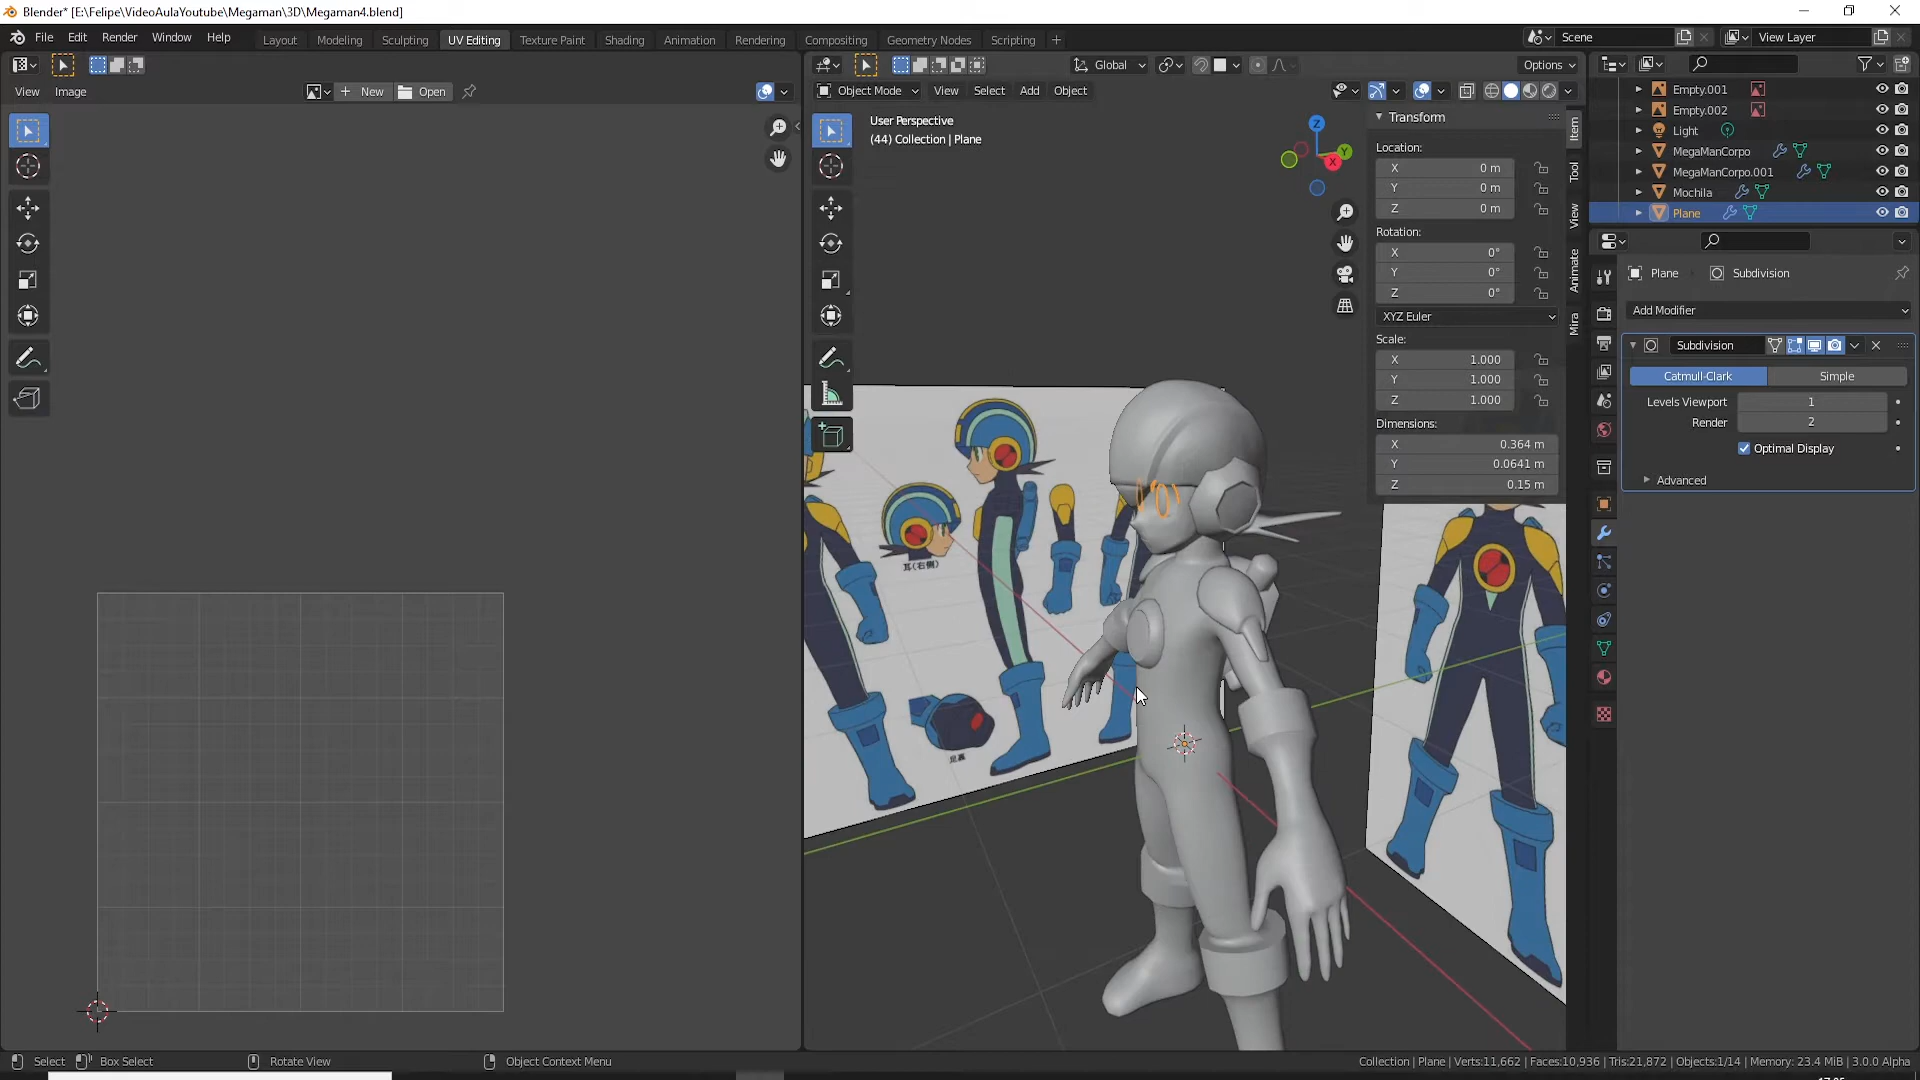 Blender* [E:\Felipe\VideoAulaYoutube\Megaman\3D\Megaman4.blend]
File Edit Render Window Help
Layout Modeling Sculpting UV Editing Texture Paint Shading Animation Rendering Compositing Geometry Nodes Scripting +
Scene
View Layer
Global
Options
View Image
New
Open
Object Mode View Select Add Object
User Perspective
(44) Collection | Plane
Z
Y
X
Transform
Location:
X 0 m
Y 0 m
Z 0 m
Rotation:
X 0°
Y 0°
Z 0°
XYZ Euler
Scale:
X 1.000
Y 1.000
Z 1.000
Dimensions:
X 0.364 m
Y 0.0641 m
Z 0.15 m
Item
Tool
View
Animate
Mira
Empty.001
Empty.002
Light
MegaManCorpo
MegaManCorpo.001
Mochila
Plane
Plane Subdivision
Add Modifier
Subdivision
Catmull-Clark Simple
Levels Viewport 1
Render 2
Optimal Display
Advanced
耳(右側)
Select Box Select Rotate View Object Context Menu
Collection | Plane | Verts:11,662 | Faces:10,936 | Tris:21,872 | Objects:1/14 | Memory: 23.4 MiB | 3.0.0 Alpha